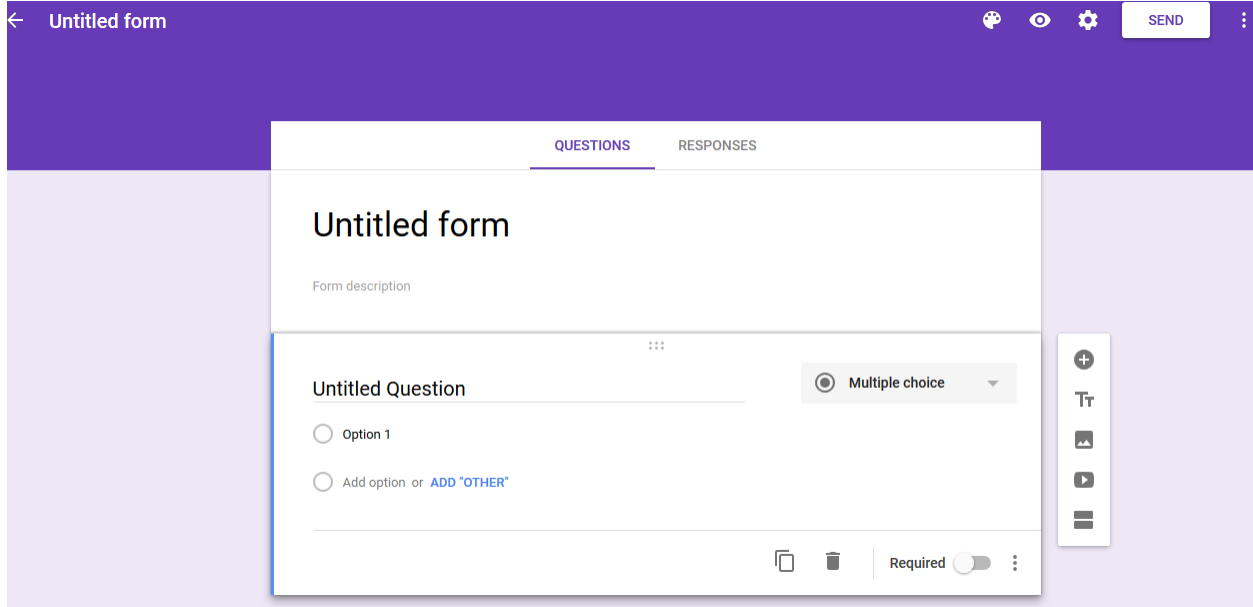 Untitled form
SEND
QUESTIONS RESPONSES
Untitled form
Form description
Untitled Question
Multiple choice
Option 1
Add option or ADD "OTHER"
Required